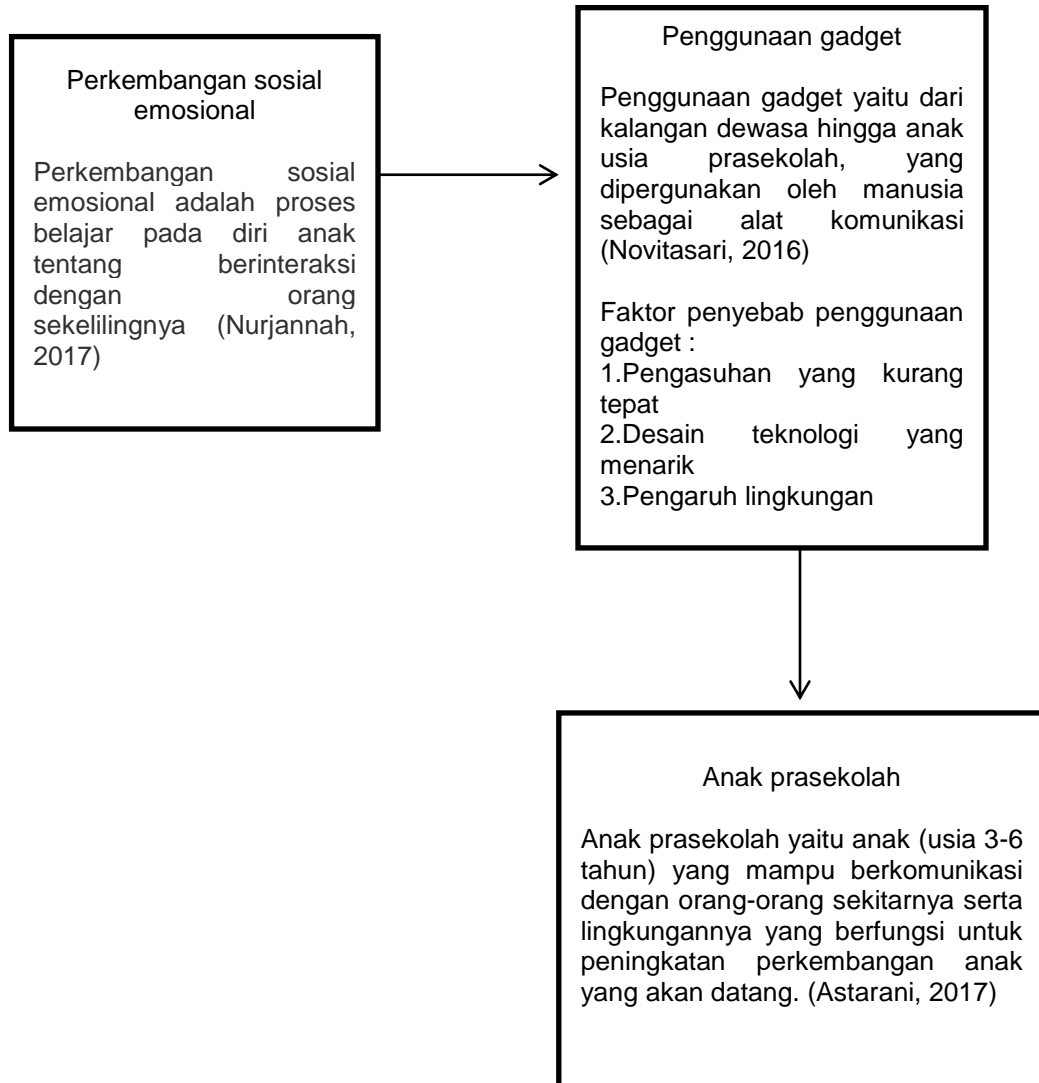 Perkembangan sosial
emosional
Perkembangan sosial
emosional adalah proses
belajar pada diri anak
tentang berinteraksi
dengan orang
sekelilingnya (Nurjannah,
2017)
Penggunaan gadget
Penggunaan gadget yaitu dari
kalangan dewasa hingga anak
usia prasekolah, yang
dipergunakan oleh manusia
sebagai alat komunikasi
(Novitasari, 2016)
Faktor penyebab penggunaan
gadget :
1.Pengasuhan yang kurang
tepat
2.Desain teknologi yang
menarik
3.Pengaruh lingkungan
Anak prasekolah
Anak prasekolah yaitu anak (usia 3-6
tahun) yang mampu berkomunikasi
dengan orang-orang sekitarnya serta
lingkungannya yang berfungsi untuk
peningkatan perkembangan anak
yang akan datang. (Astarani, 2017)